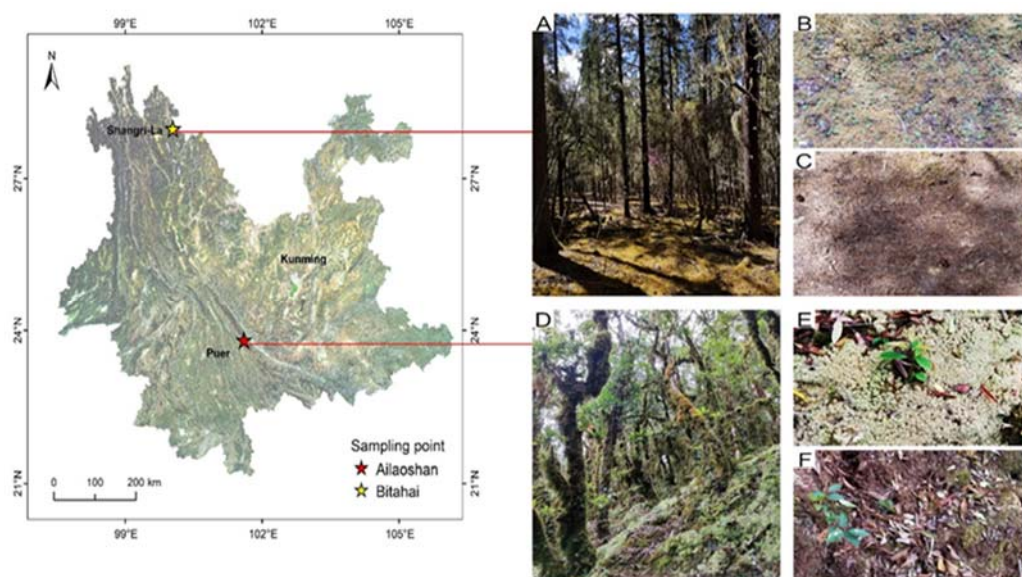 99°E 102°E 105°E
N
Shangri-La
27°N 27°N
Kunming
24°N 24°N
Puer
Sampling point
Ailaoshan
Bitahai
0 100 200 km
21°N 21°N
99°E 102°E 105°E
A
B
C
D
E
F